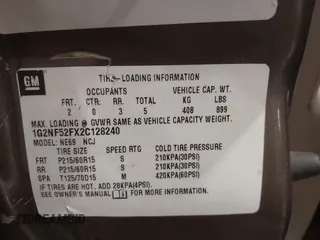 GM
TIRE-LOADING INFORMATION
OCCUPANTS VEHICLE CAP. WT.
FRT CTR RR TOTAL KG LBS
2 0 3 5 408 899
MAX. LOADING @ GVWR SAME AS VEHICLE CAPACITY WEIGHT.
1G2NF52FX2C128240
NE69 NCJ
TIRE SIZE SPEED RTG COLD TIRE PRESSURE
FRT P215/60R15 S 210KPA(30PSI)
RR P215/60R15 S 210KPA(30PSI)
SPA T125/70D15 M 420KPA(60PSI)
IF TIRES ARE HOT, ADD 28KPA(4PSI).
SEE OWNER'S MANUAL FOR ADDITIONAL INFORMATION